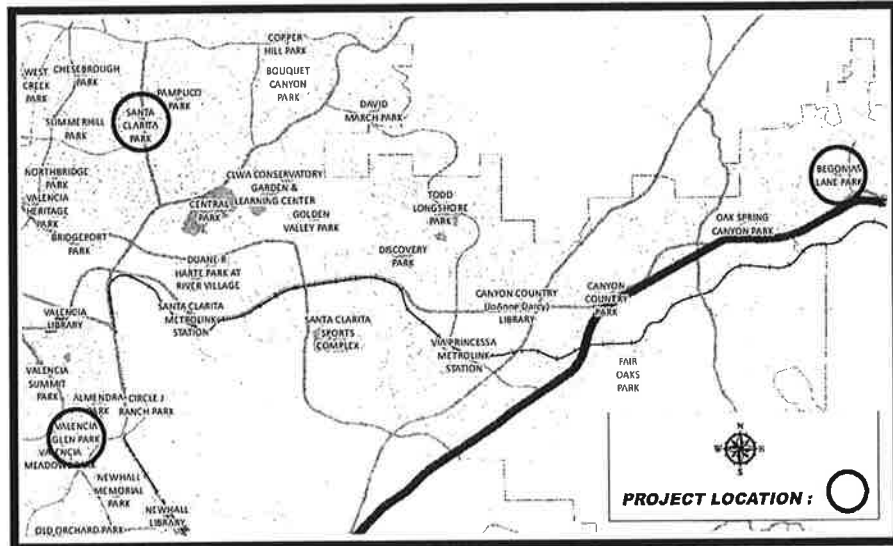 COPPER
HILL PARK
WEST
CREEK
PARK
CHESEBROUGH
PARK
BOUQUET
CANYON
PARK
PAMPLICO
PARK
SANTA
CLARITA
PARK
SUMMERHILL
PARK
DAVID
MARCH PARK
NORTHBRIDGE
PARK
VALENCIA
HERITAGE
PARK
BRIDGEPORT
PARK
CLWA CONSERVATORY
GARDEN &
LEARNING CENTER
CENTRAL
PARK
GOLDEN
VALLEY PARK
TODD
LONGSHORE
PARK
BEGONIAS
LANE PARK
OAK SPRING
CANYON PARK
DISCOVERY
PARK
DUANE R
HARTE PARK AT
RIVER VILLAGE
VALENCIA
LIBRARY
SANTA CLARITA
METROLINK
STATION
SANTA CLARITA
SPORTS
COMPLEX
CANYON COUNTRY
(JoAnne Darcy)
LIBRARY
CANYON
COUNTRY
PARK
VIA PRINCESSA
METROLINK
STATION
FAIR
OAKS
PARK
VALENCIA
SUMMIT
PARK
ALMENDRA
PARK
CIRCLE J
RANCH PARK
VALENCIA
GLEN PARK
VALENCIA
MEADOWS PARK
NEWHALL
MEMORIAL
PARK
NEWHALL
LIBRARY
OLD ORCHARD PARK
N
W E
S
PROJECT LOCATION :